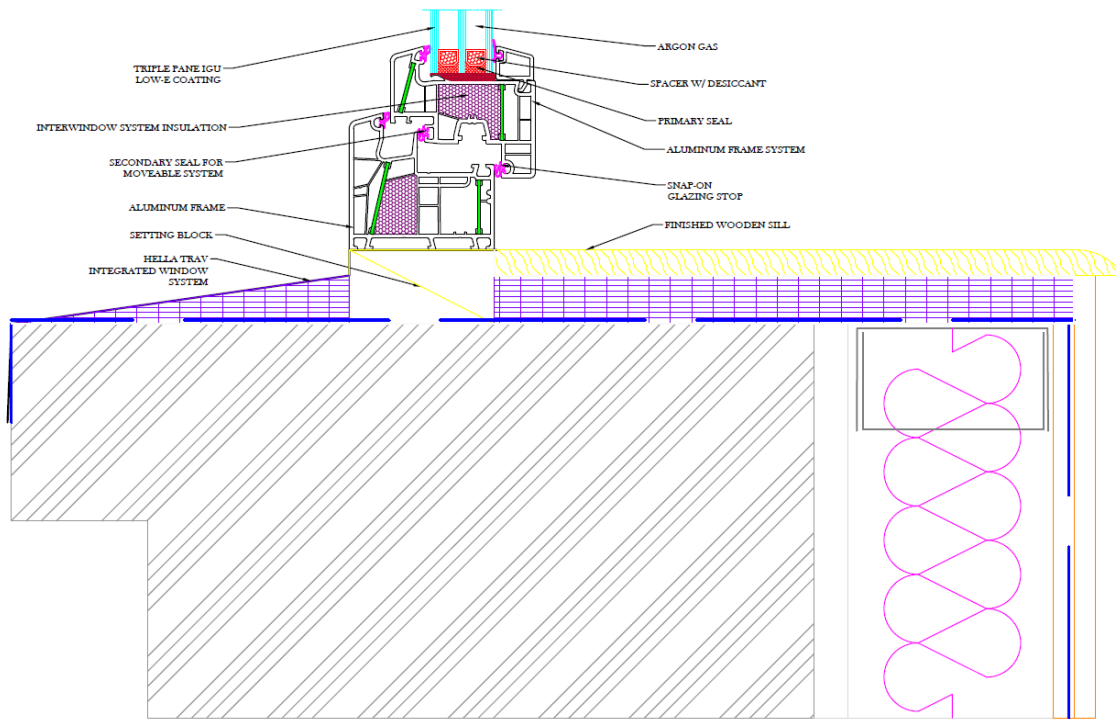 TRIPLE PANE IGU
LOW-E COATING
INTERWINDOW SYSTEM INSULATION
SECONDARY SEAL FOR
MOVEABLE SYSTEM
ALUMINUM FRAME
SETTING BLOCK
HELLA TRAV
INTEGRATED WINDOW
SYSTEM
ARGON GAS
SPACER W/ DESICCANT
PRIMARY SEAL
ALUMINUM FRAME SYSTEM
SNAP-ON
GLAZING STOP
FINISHED WOODEN SILL